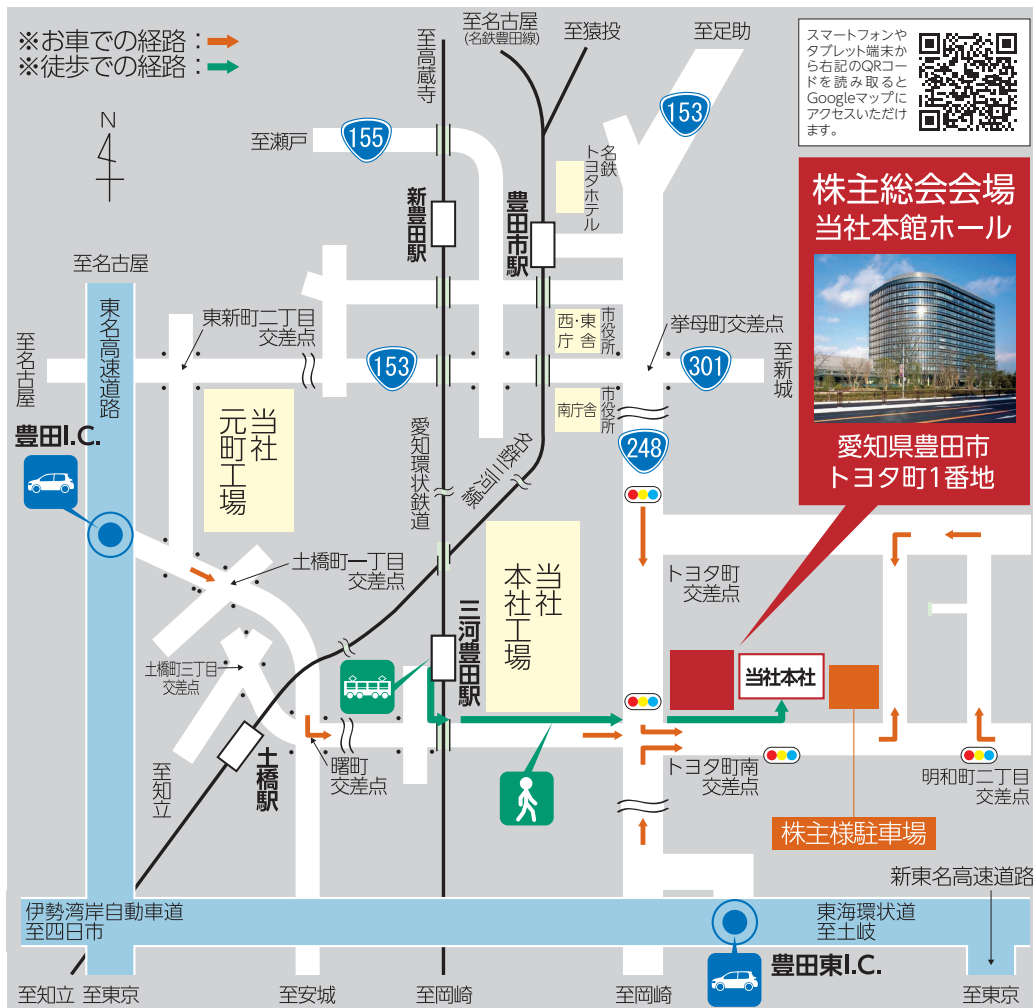 ※お車での経路：
※徒歩での経路：
至高蔵寺
至名古屋
(名鉄豊田線)
至猿投
至足助
スマートフォンや
タブレット端末か
ら右記のQRコー
ドを読み取ると
Googleマップに
アクセスいただけ
ます。
N
至瀬戸
155
153
名鉄
トヨタホテル
新豊田駅
豊田市駅
株主総会会場
当社本館ホール
愛知県豊田市
トヨタ町1番地
至名古屋
東名高速道路
至名古屋
東新町二丁目
交差点
153
西・東
庁舎
市役所
挙母町交差点
301
至新城
南庁舎
市役所
248
豊田I.C.
当社
元町工場
愛知環状鉄道
名鉄三河線
土橋町一丁目
交差点
当社
本社工場
トヨタ町
交差点
三河豊田駅
土橋町三丁目
交差点
当社本社
土橋駅
至知立
曙町
交差点
トヨタ町南
交差点
明和町二丁目
交差点
株主様駐車場
新東名高速道路
伊勢湾岸自動車道
至四日市
東海環状道
至土岐
豊田東I.C.
至知立
至東京
至安城
至岡崎
至岡崎
至東京